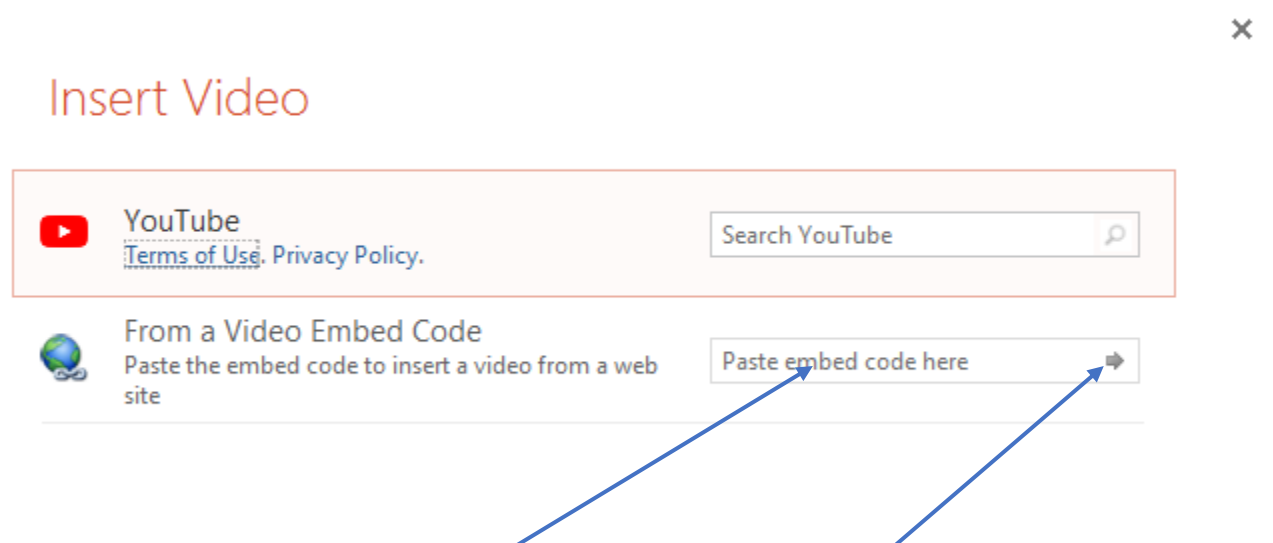 Insert Video
YouTube
Terms of Use. Privacy Policy.
Search YouTube
From a Video Embed Code
Paste the embed code to insert a video from a web
site
Paste embed code here